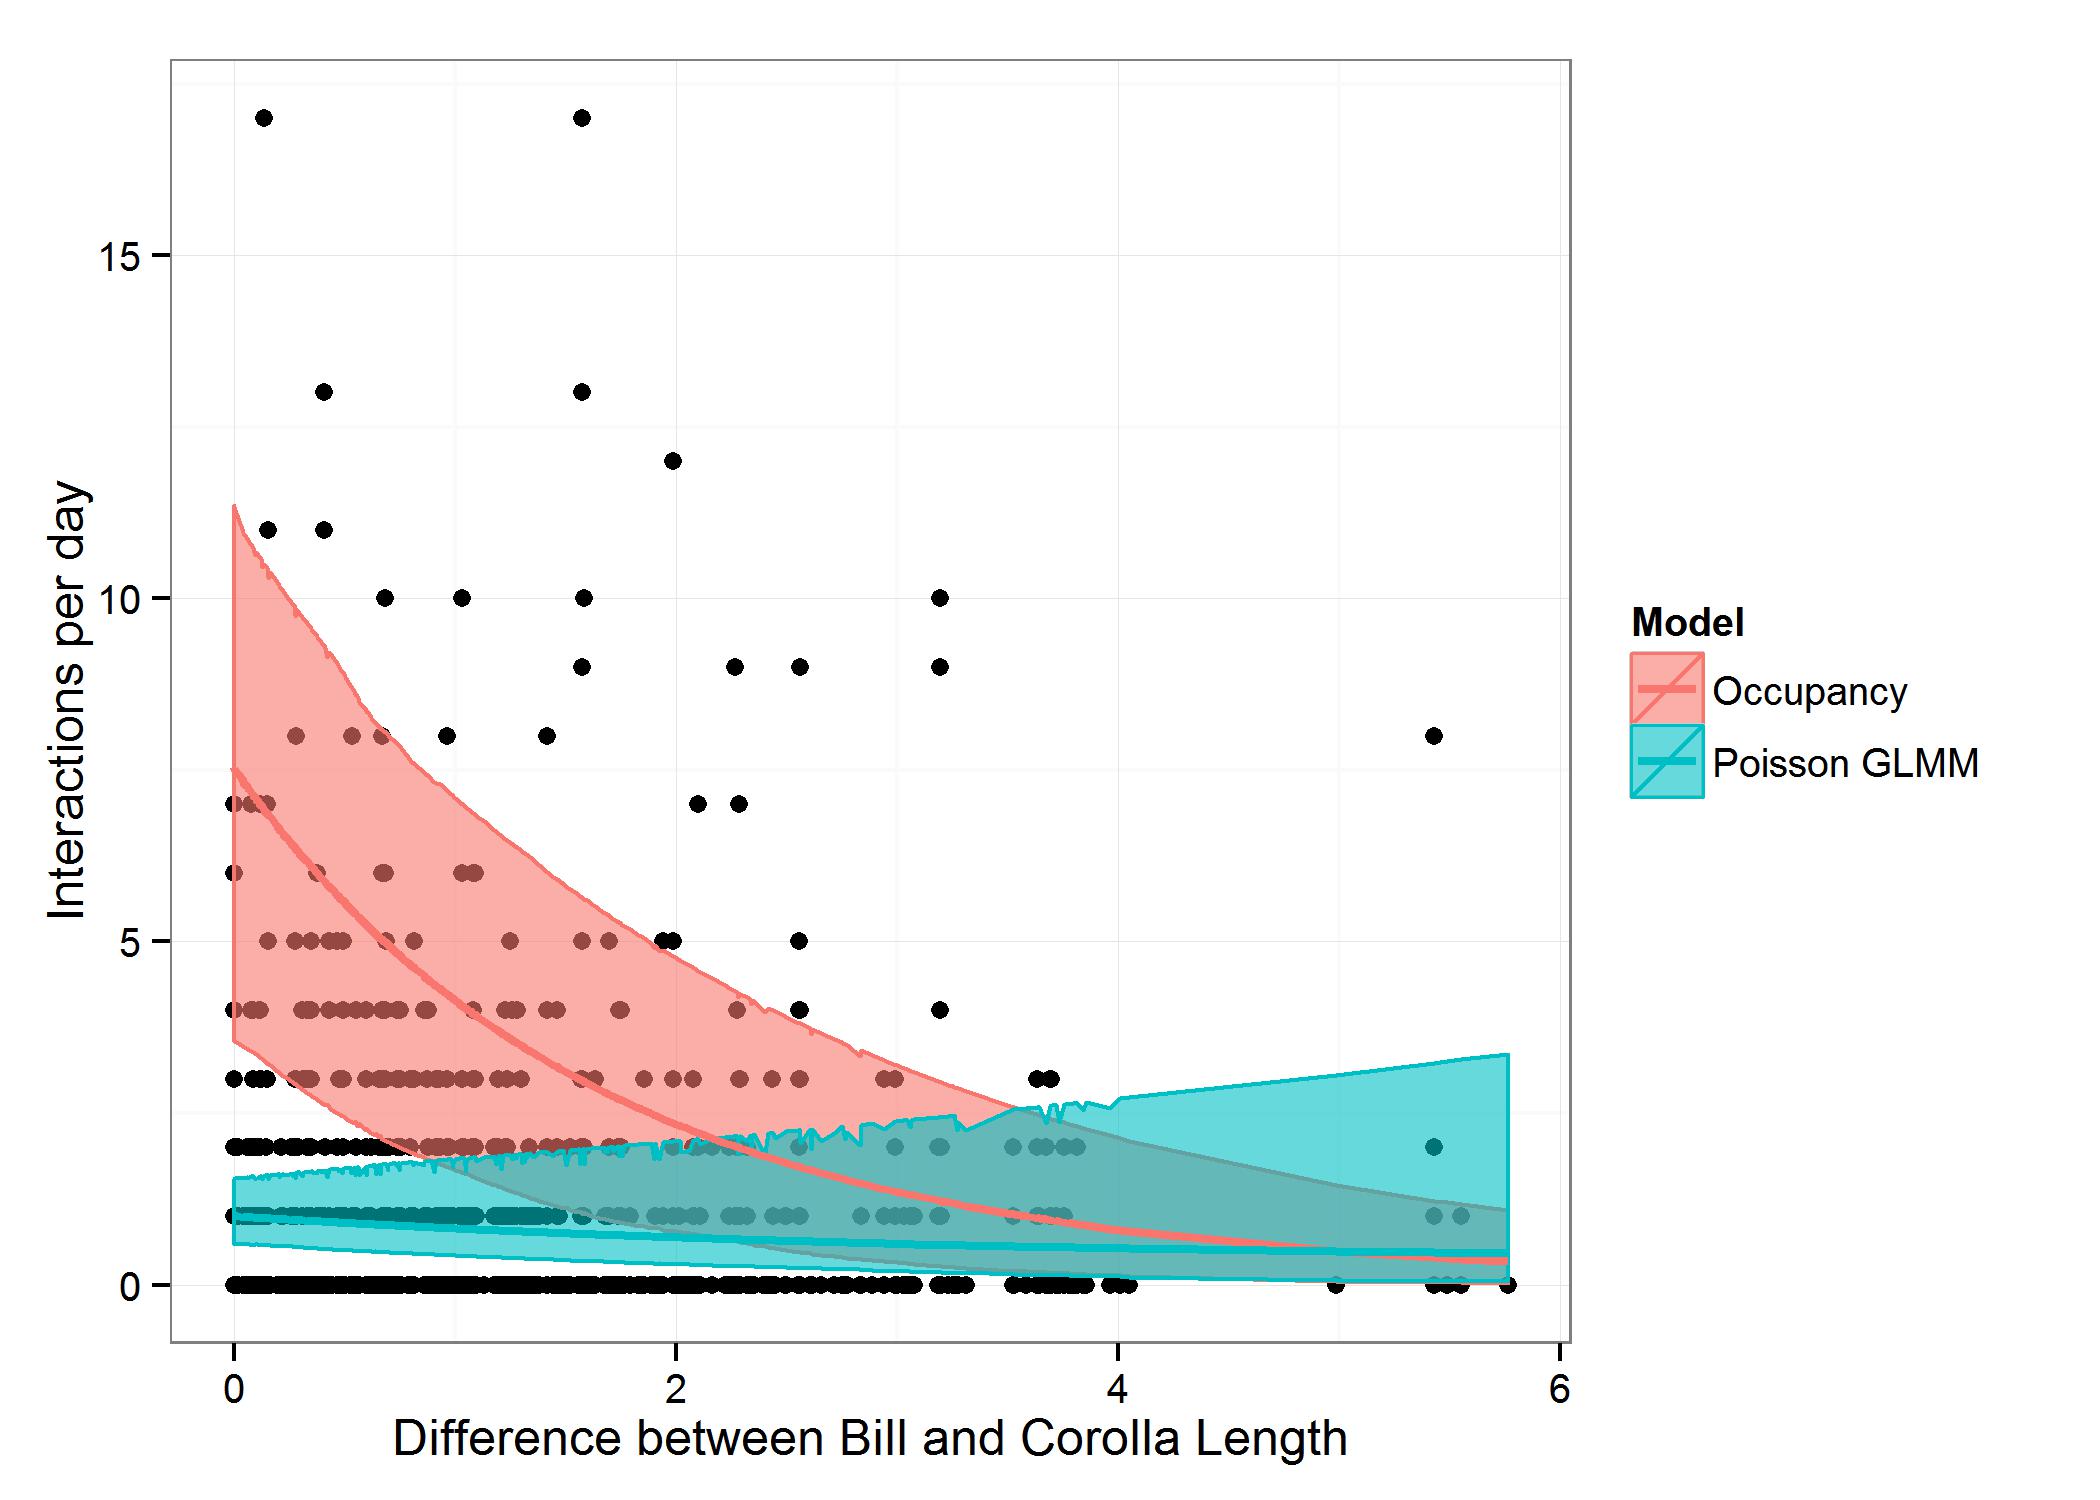 Interactions per day
15
10
5
0
0
2
4
6
Difference between Bill and Corolla Length
Model
Occupancy
Poisson GLMM